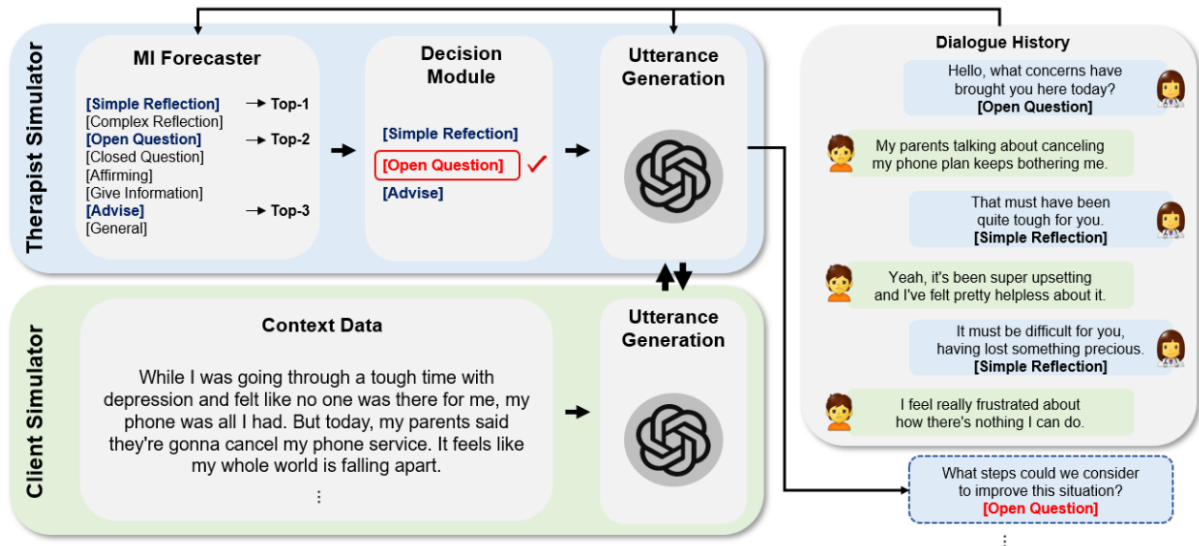 Therapist Simulator
MI Forecaster
[Simple Reflection]
Top-1
[Complex Reflection]
[Open Question]
Top-2
[Closed Question]
[Affirming]
[Give Information]
[Advise]
Top-3
[General]
Decision
Module
[Simple Refection]
[Open Question]
[Advise]
Utterance
Generation
Client Simulator
Context Data
While I was going through a tough time with
depression and felt like no one was there for me, my
phone was all I had. But today, my parents said
they're gonna cancel my phone service. It feels like
my whole world is falling apart.
⋮
Utterance
Generation
Dialogue History
Hello, what concerns have
brought you here today?
[Open Question]
My parents talking about canceling
my phone plan keeps bothering me.
That must have been
quite tough for you.
[Simple Reflection]
Yeah, it's been super upsetting
and I've felt pretty helpless about it.
It must be difficult for you,
having lost something precious.
[Simple Reflection]
I feel really frustrated about
how there's nothing I can do.
What steps could we consider
to improve this situation?
[Open Question]
⋮